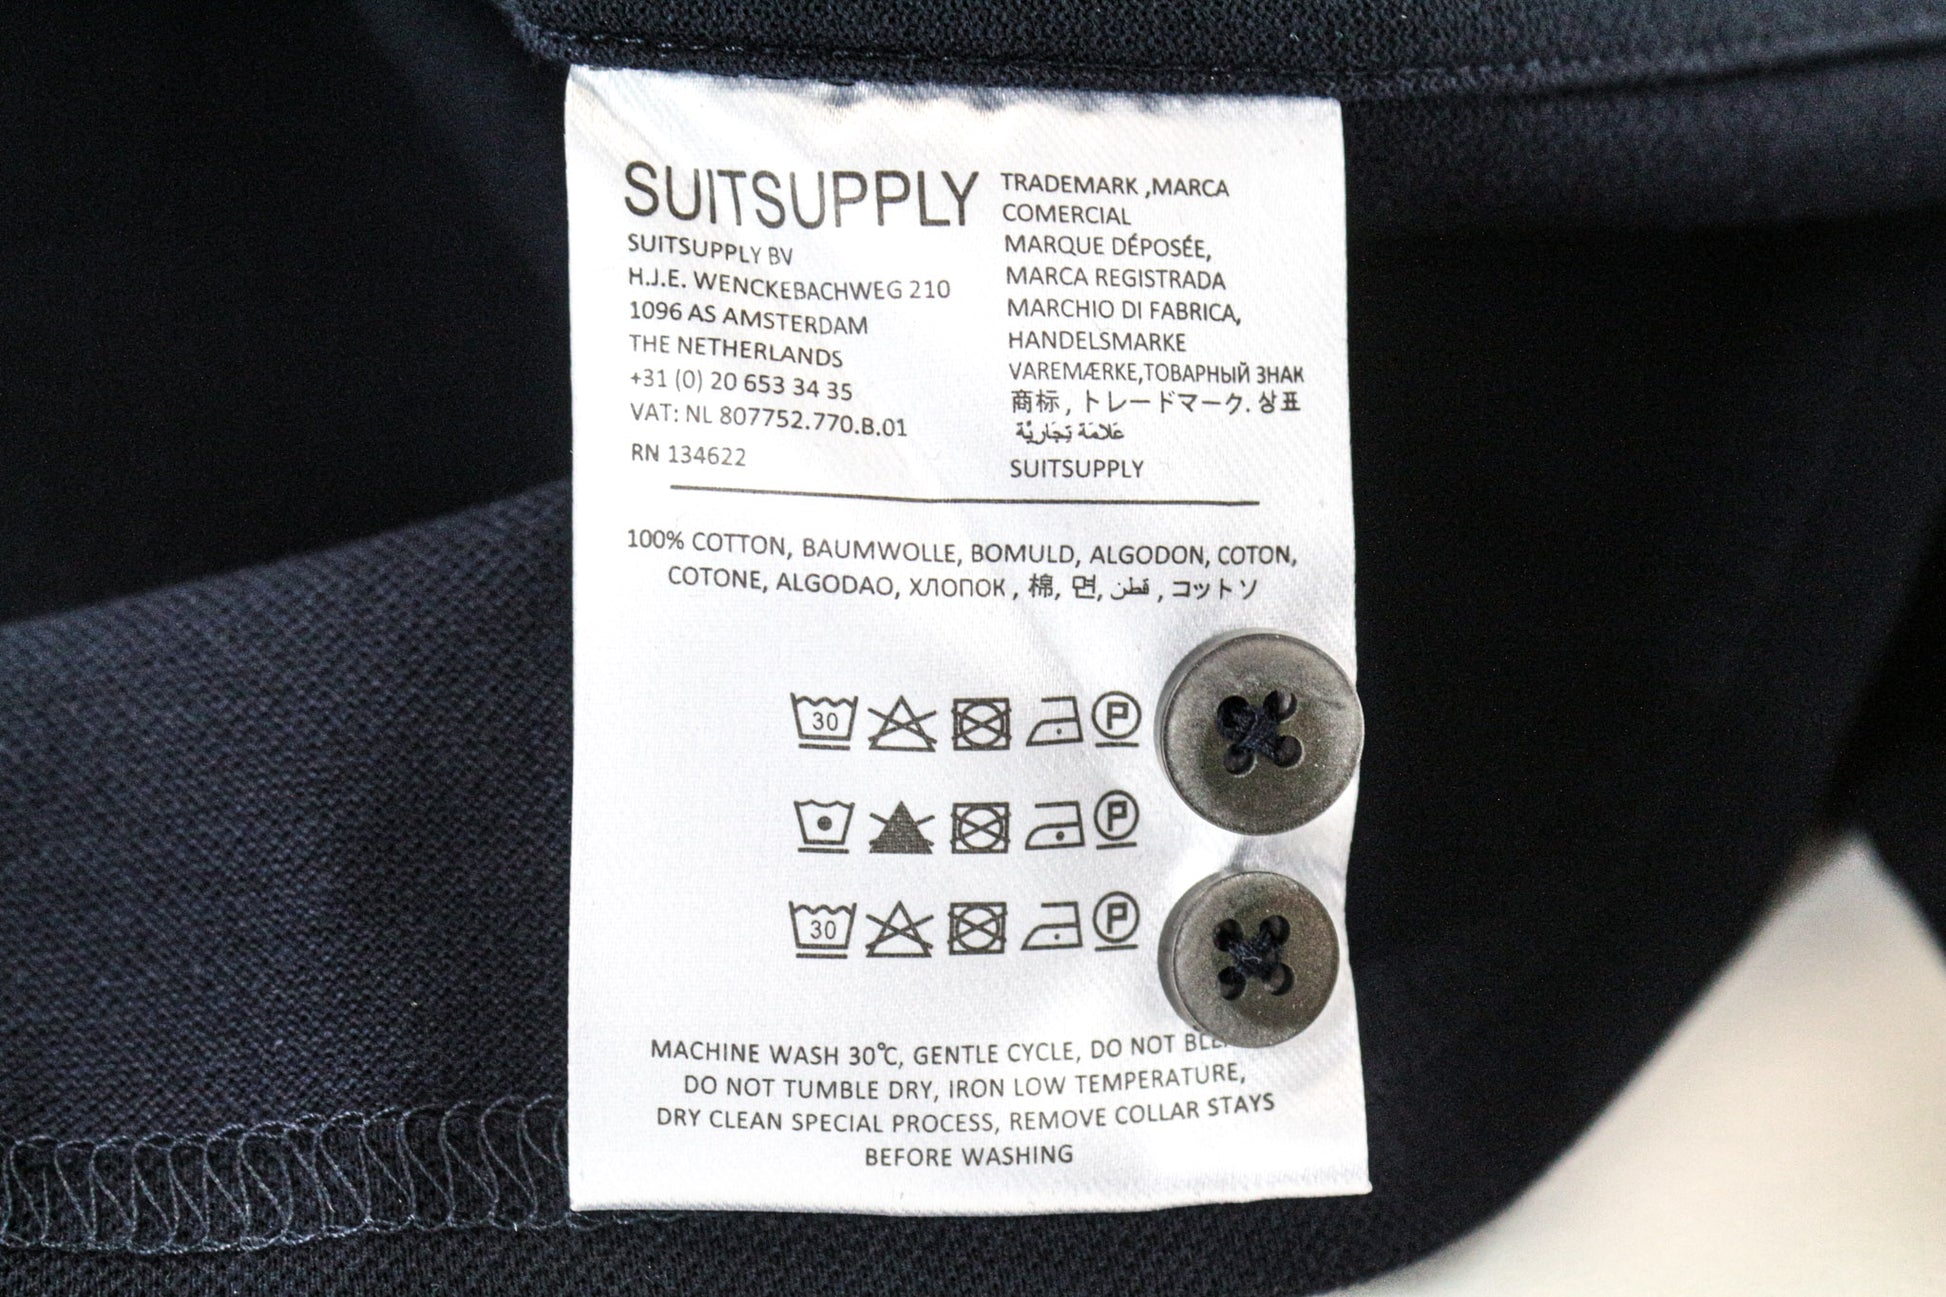 SUITSUPPLY
SUITSUPPLY BV
H.J.E. WENCKEBACHWEG 210
1096 AS AMSTERDAM
THE NETHERLANDS
+31 (0) 20 653 34 35
VAT: NL 807752.770.B.01
RN 134622
TRADEMARK ,MARCA
COMERCIAL
MARQUE DÉPOSÉE,
MARCA REGISTRADA
MARCHIO DI FABRICA,
HANDELSMARKE
VAREMÆRKE,ТОВАРНЫЙ ЗНАК
商标, トレードマーク. 상표
عَلامَة تِجَاريَّة
SUITSUPPLY
100% COTTON, BAUMWOLLE, BOMULD, ALGODON, COTON,
COTONE, ALGODAO, ХЛОПОК , 棉, 면, قطن , コットソ
30 P
P
30 P
MACHINE WASH 30℃, GENTLE CYCLE, DO NOT
DO NOT TUMBLE DRY, IRON LOW TEMPERATURE,
DRY CLEAN SPECIAL PROCESS, REMOVE COLLAR STAYS
BEFORE WASHING